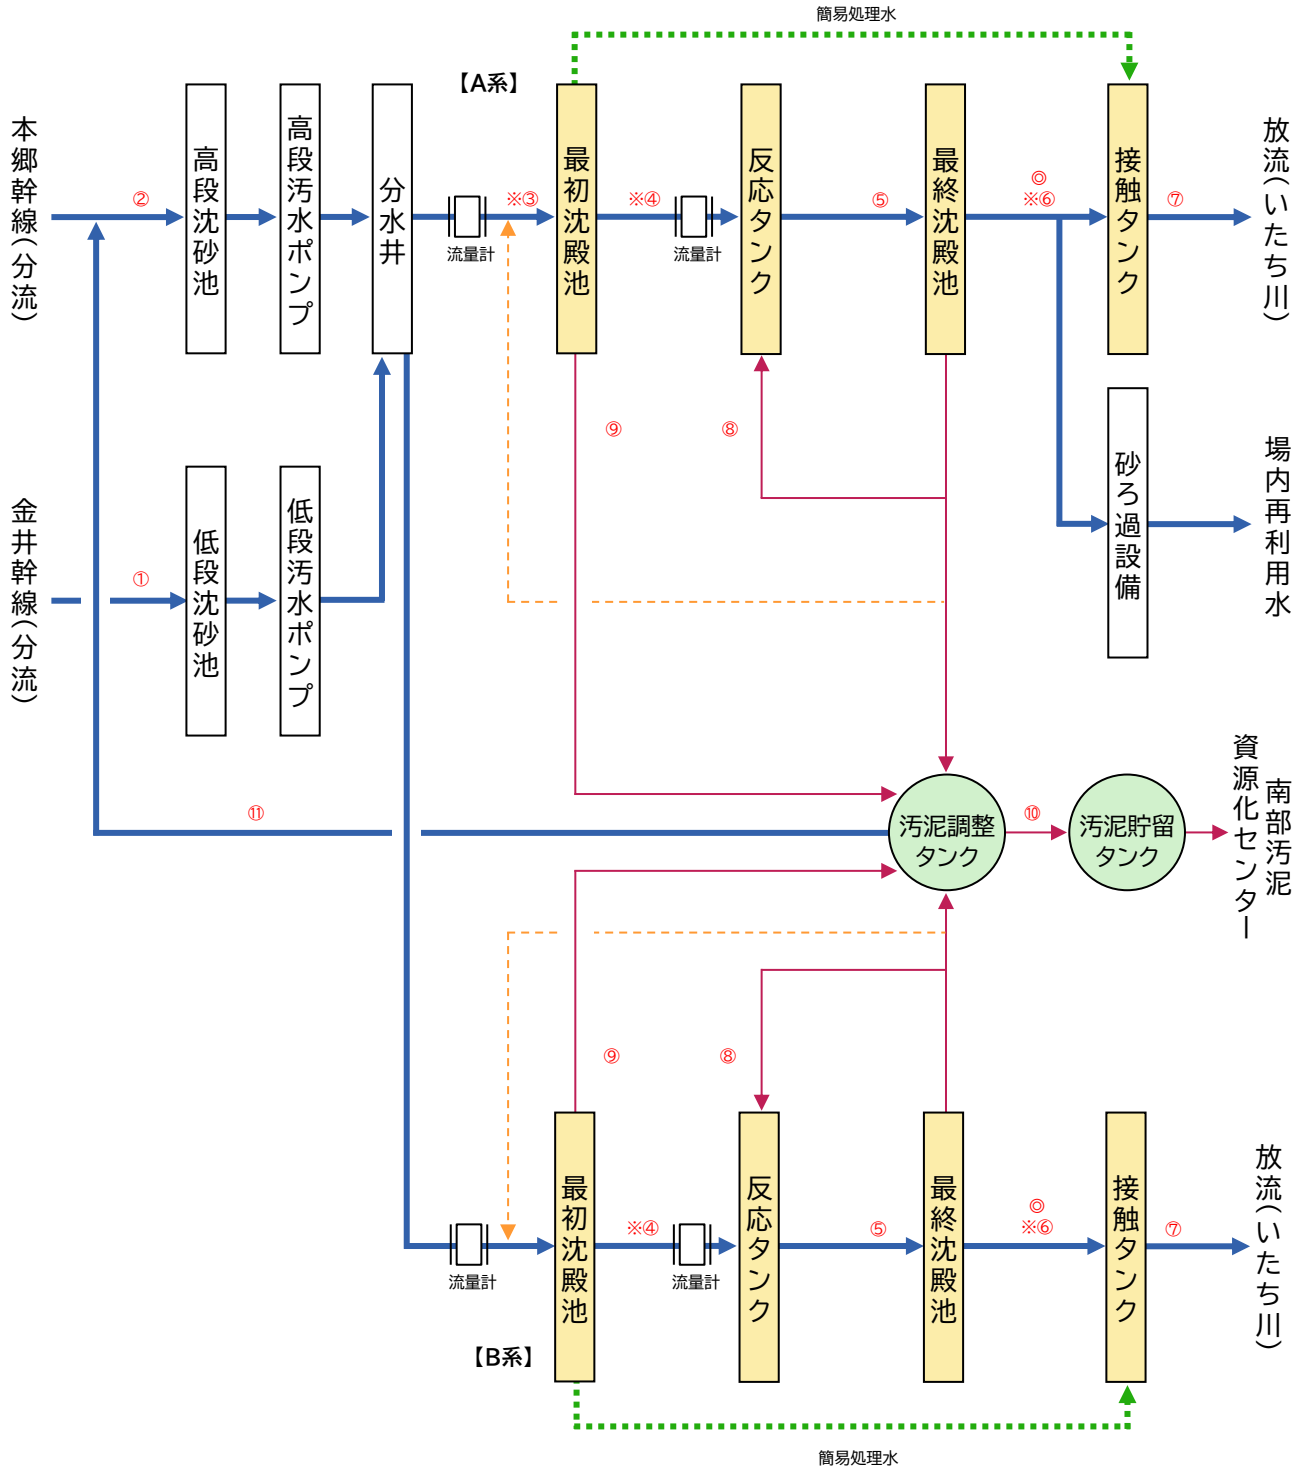 簡易処理水
【A系】
本郷幹線(分流)
②
高段沈砂池
高段汚水ポンプ
分水井
流量計
※③
最初沈殿池
※④
流量計
反応タンク
⑤
最終沈殿池
◎
※⑥
接触タンク
⑦
放流(いたち川)
⑨
⑧
砂ろ過設備
場内再利用水
金井幹線(分流)
①
低段沈砂池
低段汚水ポンプ
⑪
汚泥調整
タンク
⑩
汚泥貯留
タンク
南部汚泥
資源化センター
⑨
⑧
流量計
最初沈殿池
※④
流量計
反応タンク
⑤
最終沈殿池
◎
※⑥
接触タンク
⑦
放流(いたち川)
【B系】
簡易処理水